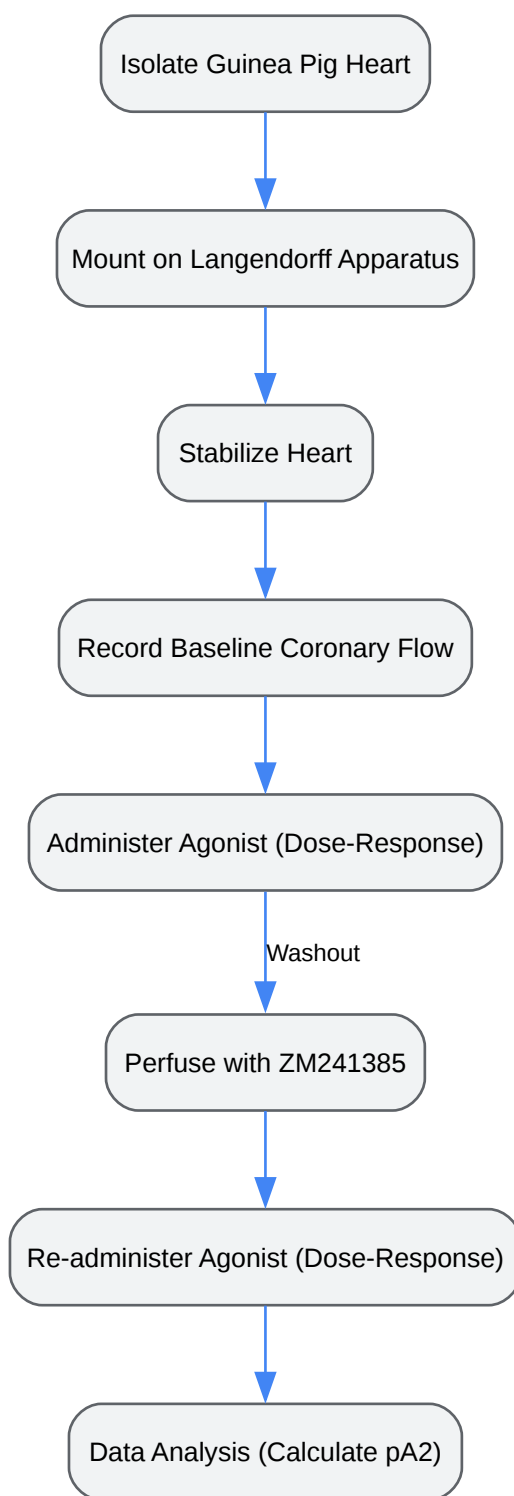 Isolate Guinea Pig Heart
Mount on Langendorff Apparatus
Stabilize Heart
Record Baseline Coronary Flow
Administer Agonist (Dose-Response)
Washout
Perfuse with ZM241385
Re-administer Agonist (Dose-Response)
Data Analysis (Calculate pA2)